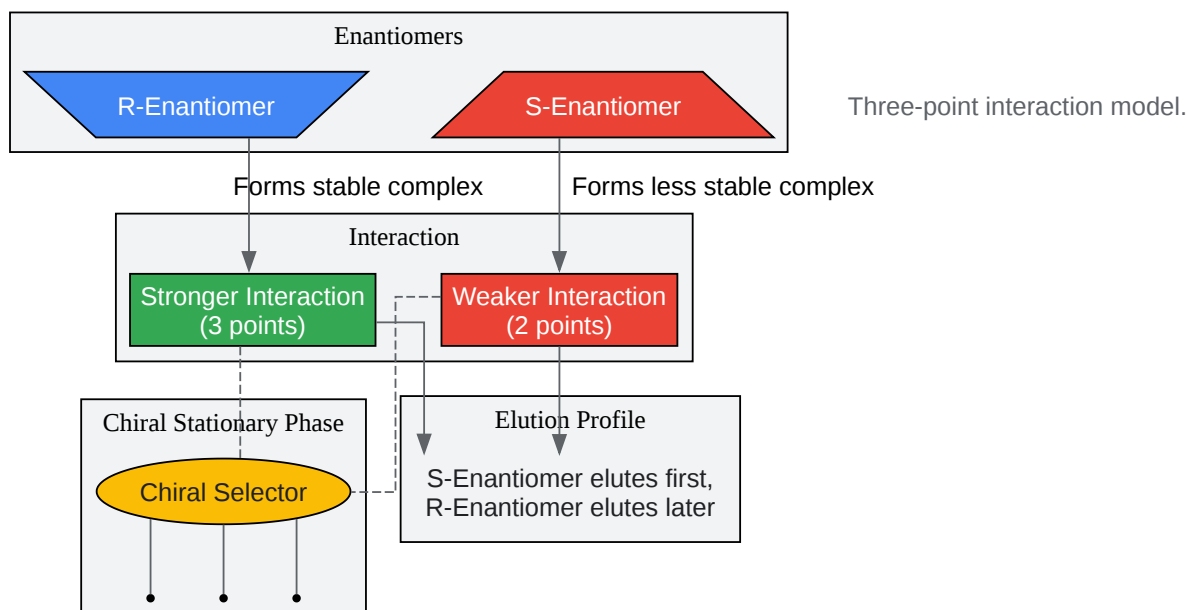 Enantiomers
R-Enantiomer
S-Enantiomer
Three-point interaction model.
Forms stable complex
Forms less stable complex
Interaction
Stronger Interaction
(3 points)
Weaker Interaction
(2 points)
Chiral Stationary Phase
Chiral Selector
Elution Profile
S-Enantiomer elutes first,
R-Enantiomer elutes later